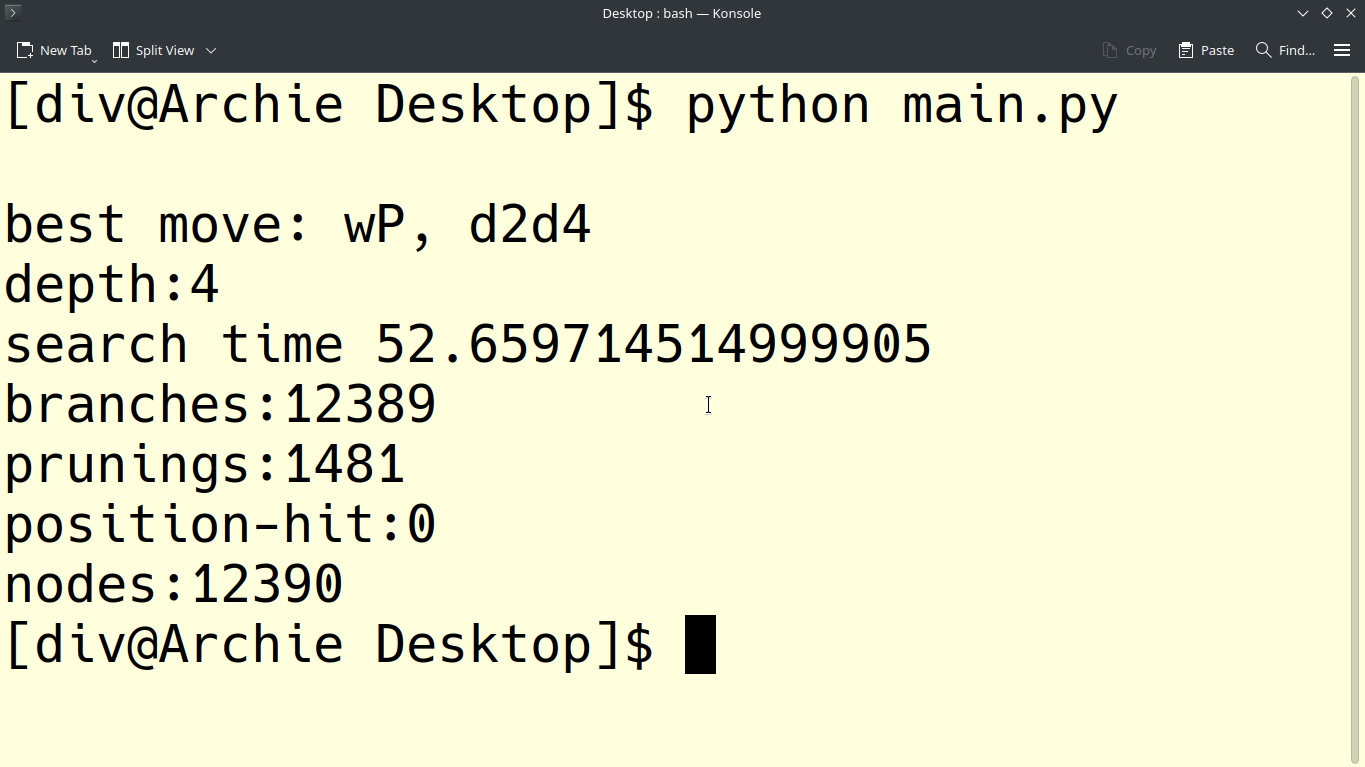 Desktop : bash — Konsole
New Tab Split View Copy Paste Find...
[div@Archie Desktop]$ python main.py
best move: wP, d2d4
depth:4
search time 52.659714514999905
branches:12389
prunings:1481
position-hit:0
nodes:12390
[div@Archie Desktop]$